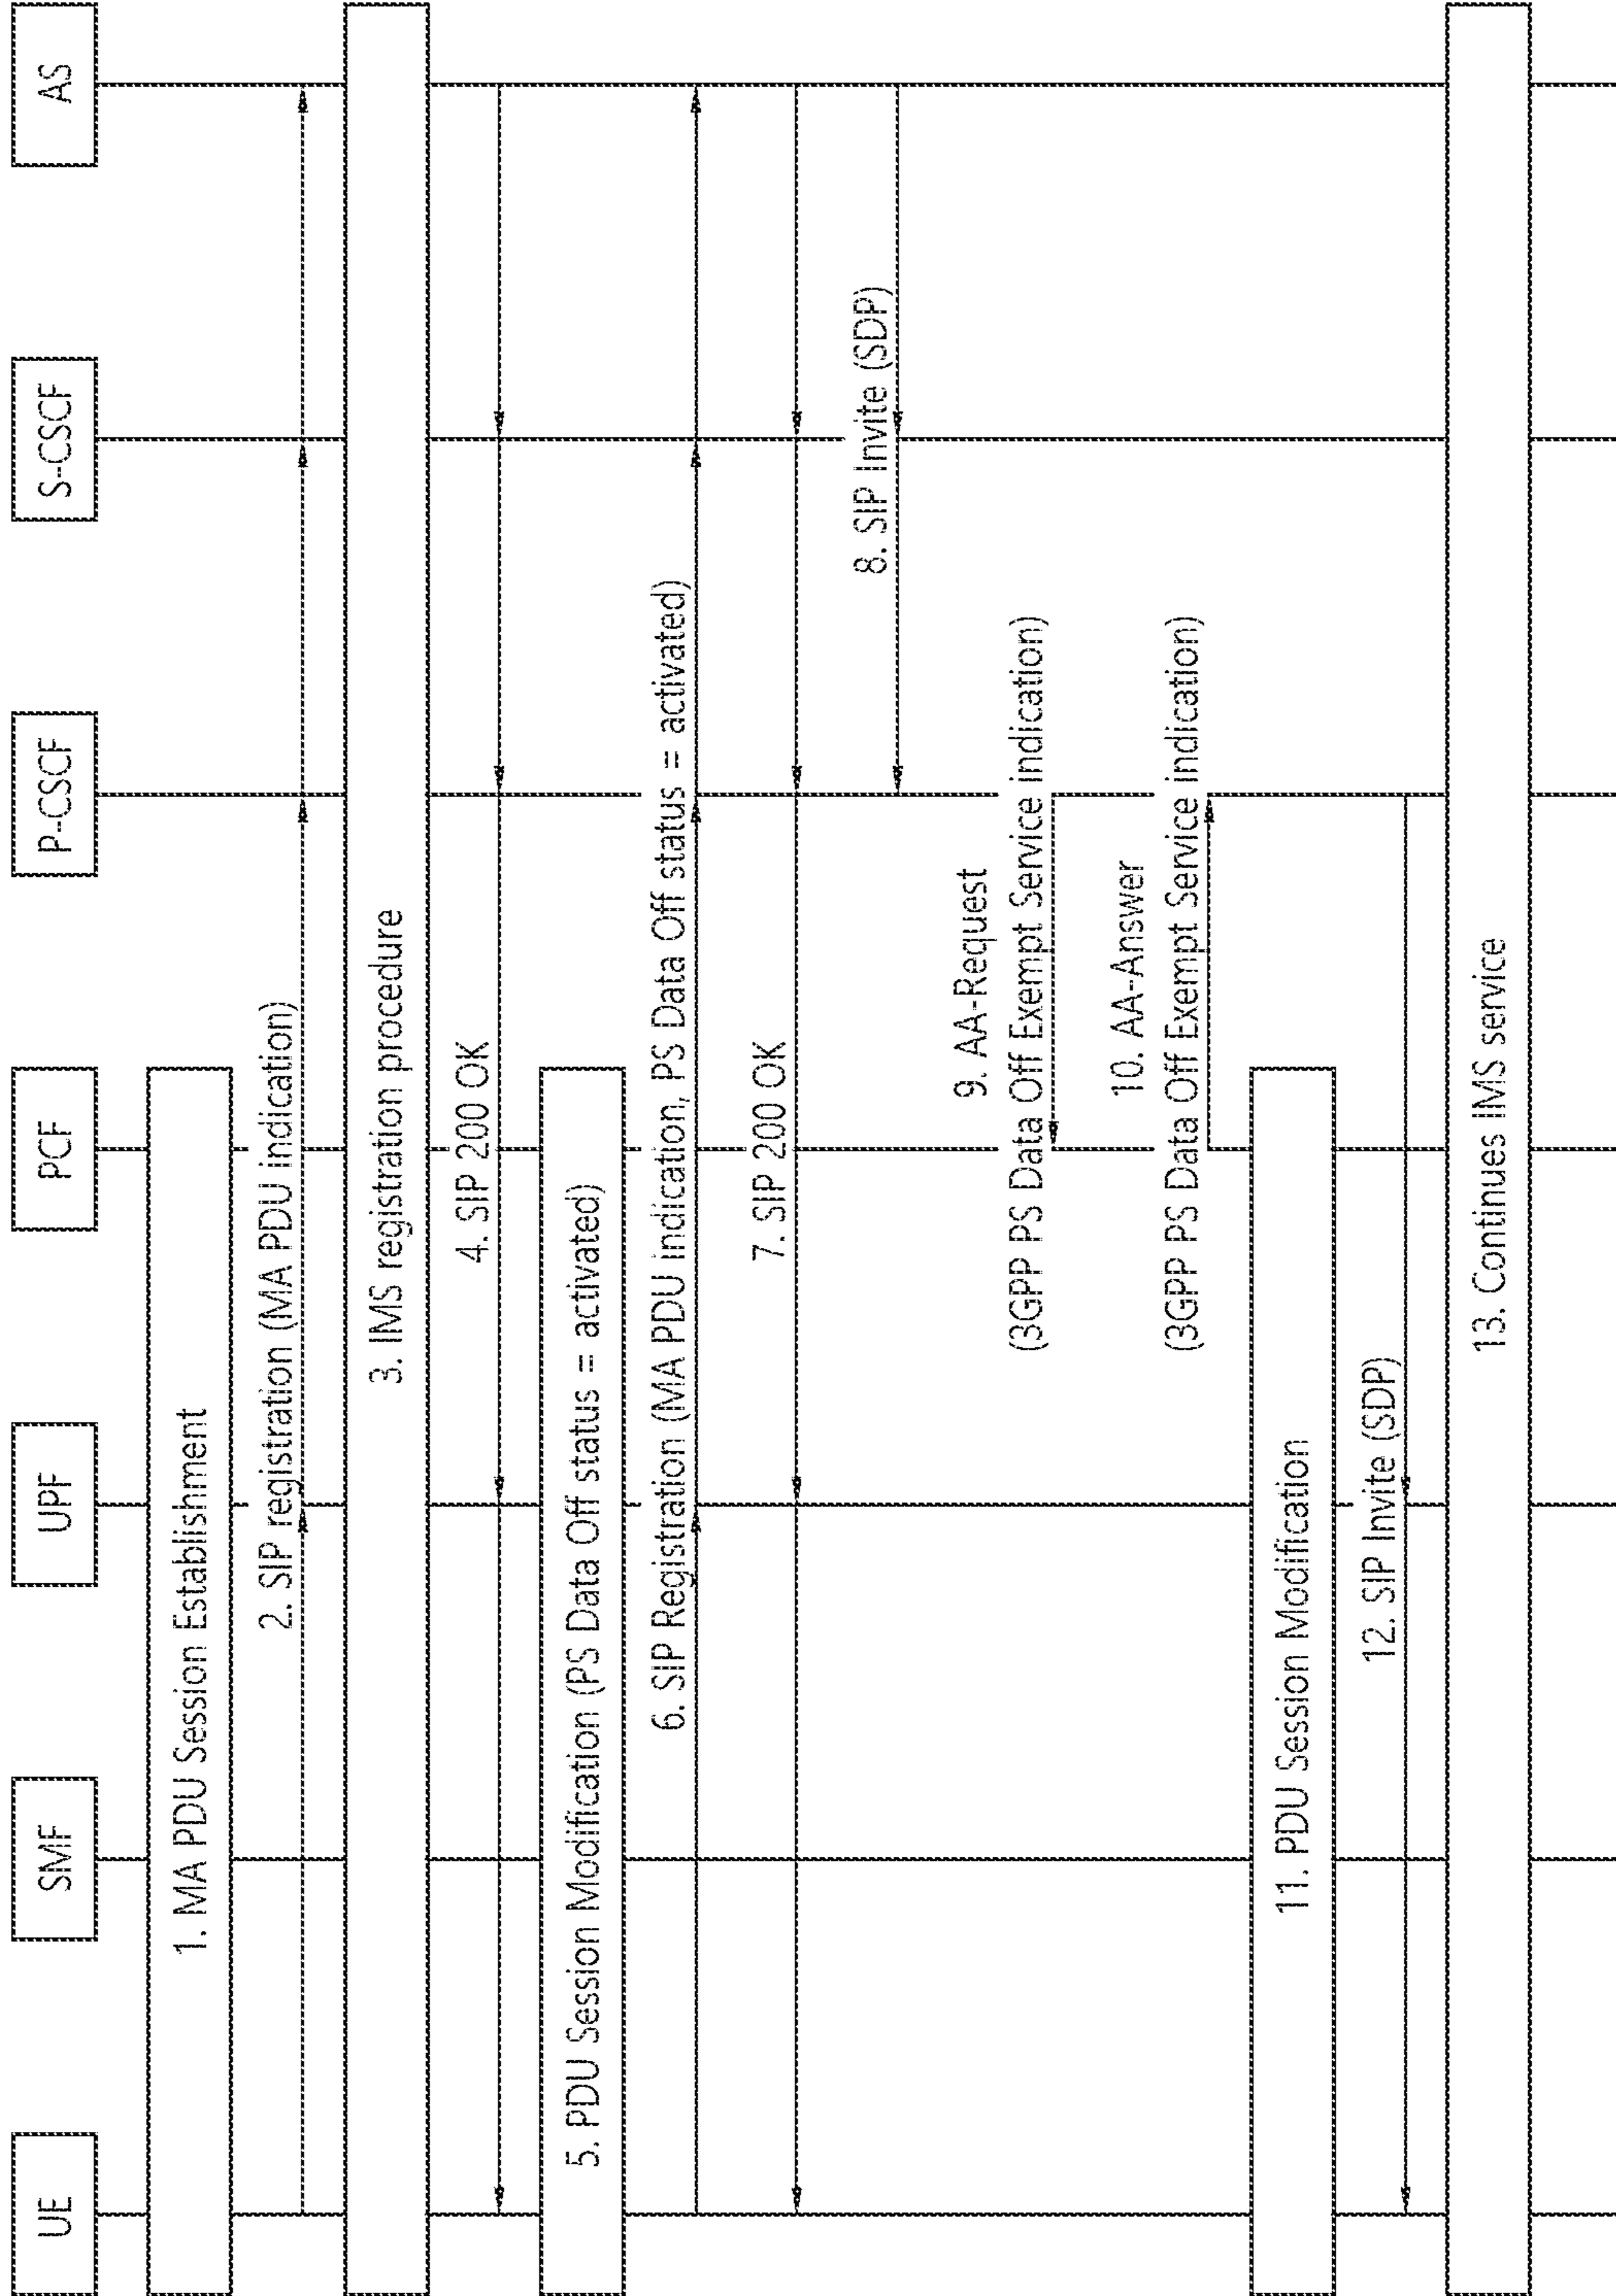 UE
SMF
UPF
PCF
P-CSCF
S-CSCF
AS
1. MA PDU Session Establishment
2. SIP registration (MA PDU indication)
3. IMS registration procedure
4. SIP 200 OK
5. PDU Session Modification (PS Data Off status = activated)
6. SIP Registration (MA PDU indication, PS Data Off status = activated)
7. SIP 200 OK
8. SIP Invite (SDP)
9. AA-Request
(3GPP PS Data Off Exempt Service indication)
10. AA-Answer
(3GPP PS Data Off Exempt Service indication)
11. PDU Session Modification
12. SIP Invite (SDP)
13. Continues IMS service